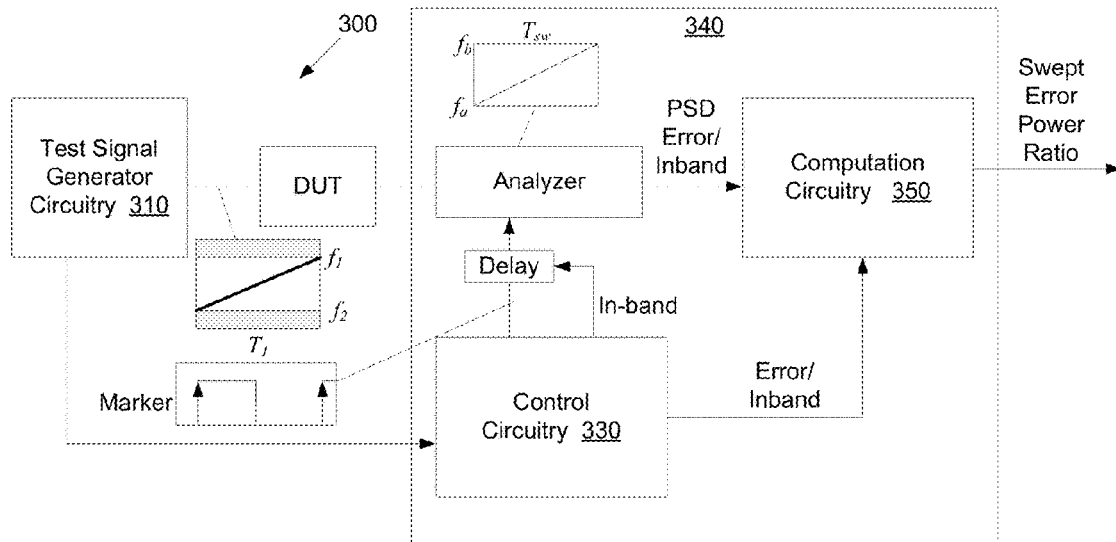 300
340
T_sw
f_b
f_a
Test Signal
Generator
Circuitry 310
DUT
Analyzer
PSD
Error/
Inband
Computation
Circuitry 350
Swept
Error
Power
Ratio
f_1
f_2
T_1
Delay
In-band
Marker
Control
Circuitry 330
Error/
Inband